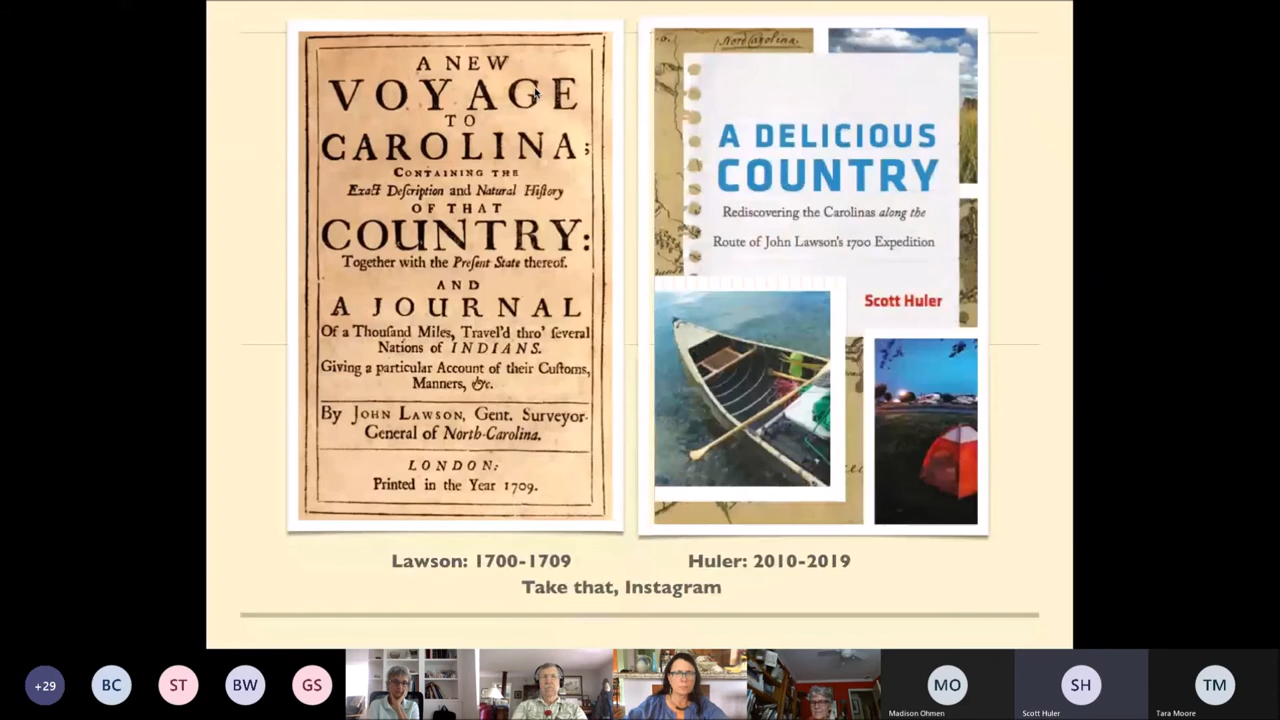 A NEW
VOYAGE
TO
CAROLINA;
CONTAINING THE
Exact Deſcription and Natural Hiſtory
OF THAT
COUNTRY:
Together with the Preſent State thereof.
AND
A JOURNAL
Of a Thouſand Miles, Travel'd thro' ſeveral
Nations of INDIANS.
Giving a particular Account of their Cuſtoms,
Manners, &c.
By JOHN LAWSON, Gent. Surveyor-
General of North-Carolina.
LONDON:
Printed in the Year 1709.
North Carolina.
A DELICIOUS
COUNTRY
Rediscovering the Carolinas along the
Route of John Lawson's 1700 Expedition
Scott Huler
Lawson: 1700-1709
Huler: 2010-2019
Take that, Instagram
+29
BC
ST
BW
GS
MO
Madison Ohmen
SH
Scott Huler
TM
Tara Moore